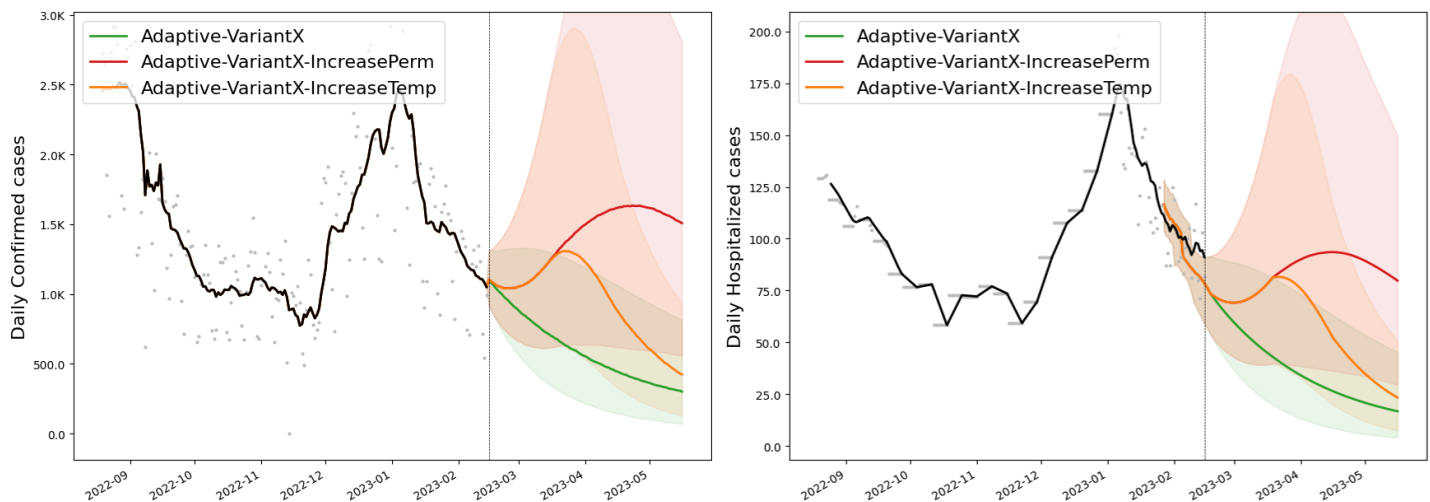 Daily Confirmed cases
3.0K
2.5K
2.0K
1.5K
1.0K
500.0
0.0
Adaptive-VariantX
Adaptive-VariantX-IncreasePerm
Adaptive-VariantX-IncreaseTemp
2022-09
2022-10
2022-11
2022-12
2023-01
2023-02
2023-03
2023-04
2023-05
Daily Hospitalized cases
200.0
175.0
150.0
125.0
100.0
75.0
50.0
25.0
0.0
Adaptive-VariantX
Adaptive-VariantX-IncreasePerm
Adaptive-VariantX-IncreaseTemp
2022-09
2022-10
2022-11
2022-12
2023-01
2023-02
2023-03
2023-04
2023-05